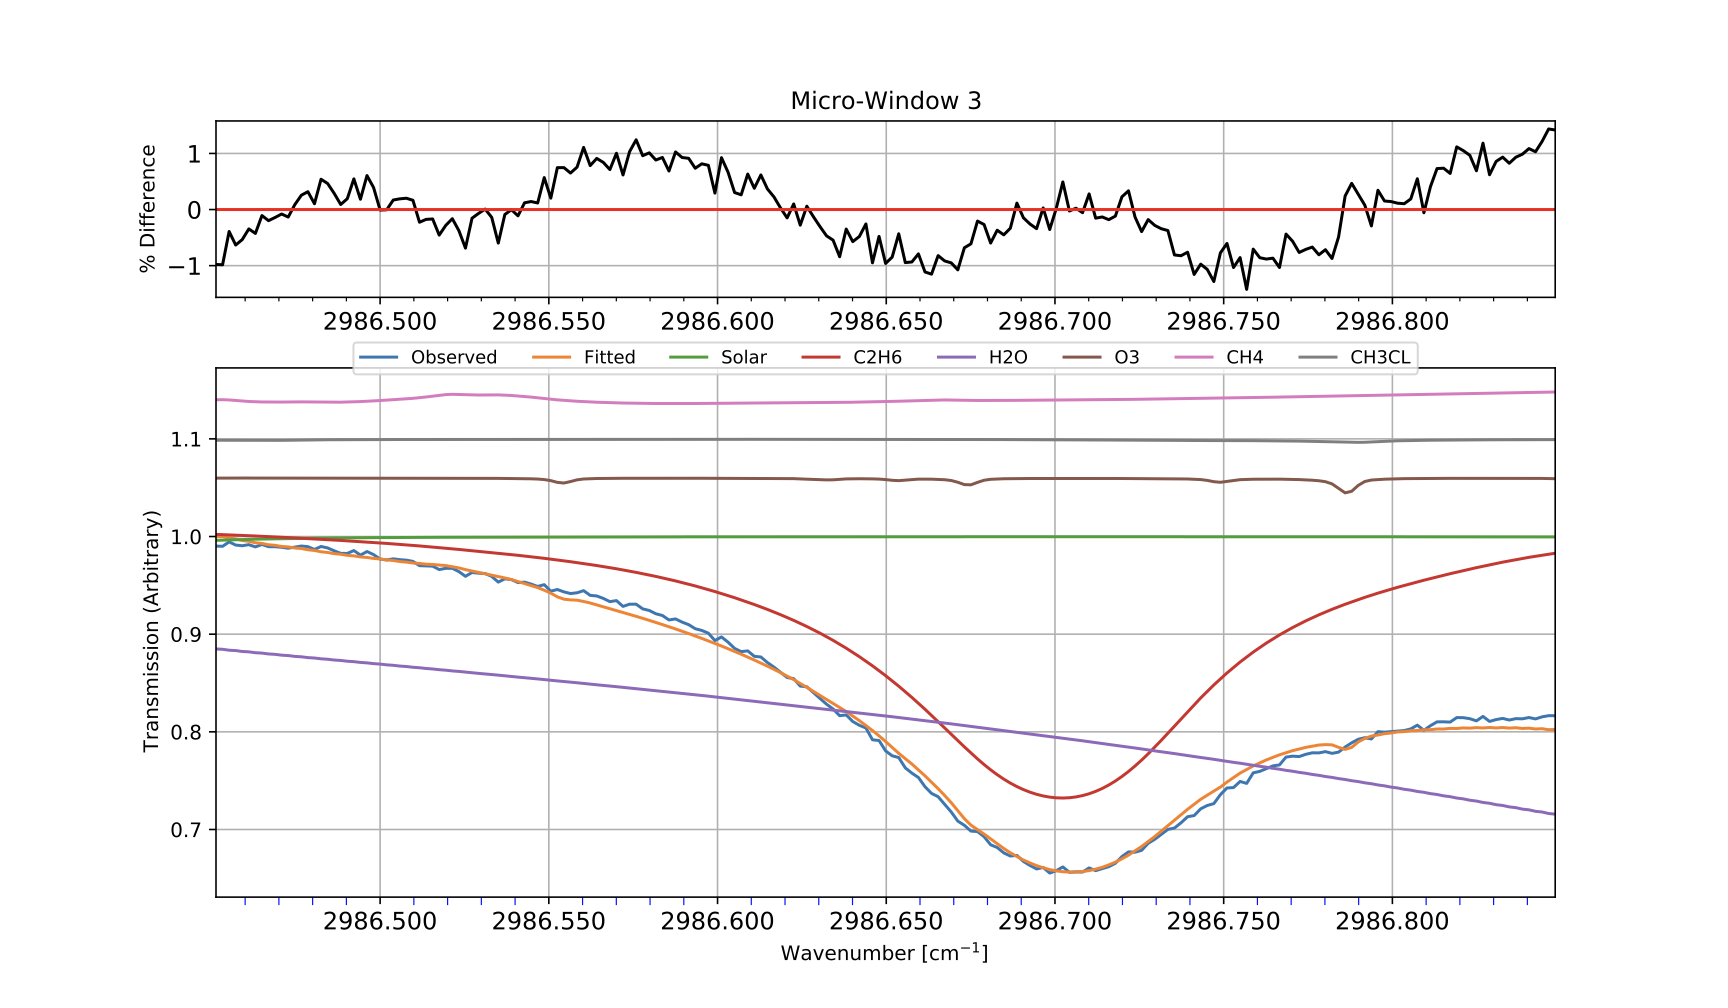 Micro-Window 3
% Difference
1
0
−1
2986.500 2986.550 2986.600 2986.650 2986.700 2986.750 2986.800
Observed Fitted Solar C2H6 H2O O3 CH4 CH3CL
Transmission (Arbitrary)
1.1
1.0
0.9
0.8
0.7
2986.500 2986.550 2986.600 2986.650 2986.700 2986.750 2986.800
Wavenumber [cm⁻¹]